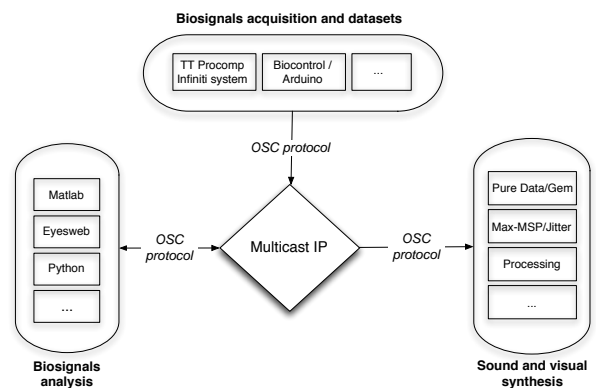 Biosignals acquisition and datasets
TT Procomp
Infiniti system
Biocontrol /
Arduino
...
OSC protocol
Matlab
Eyesweb
Python
...
Biosignals
analysis
OSC
protocol
Multicast IP
OSC
protocol
Pure Data/Gem
Max-MSP/Jitter
Processing
...
Sound and visual
synthesis